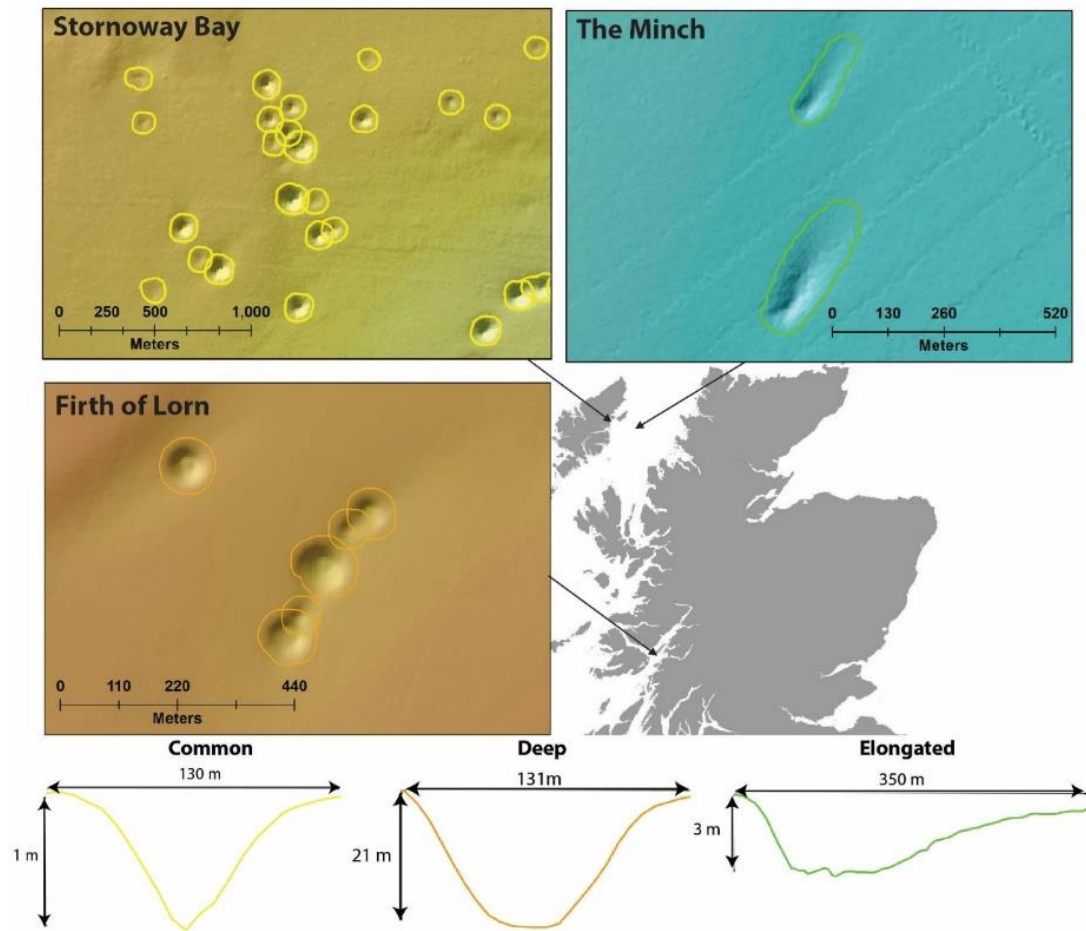 Stornoway Bay
0 250 500 1,000
Meters
The Minch
0 130 260 520
Meters
Firth of Lorn
0 110 220 440
Meters
Common
130 m
1 m
Deep
131m
21 m
Elongated
350 m
3 m